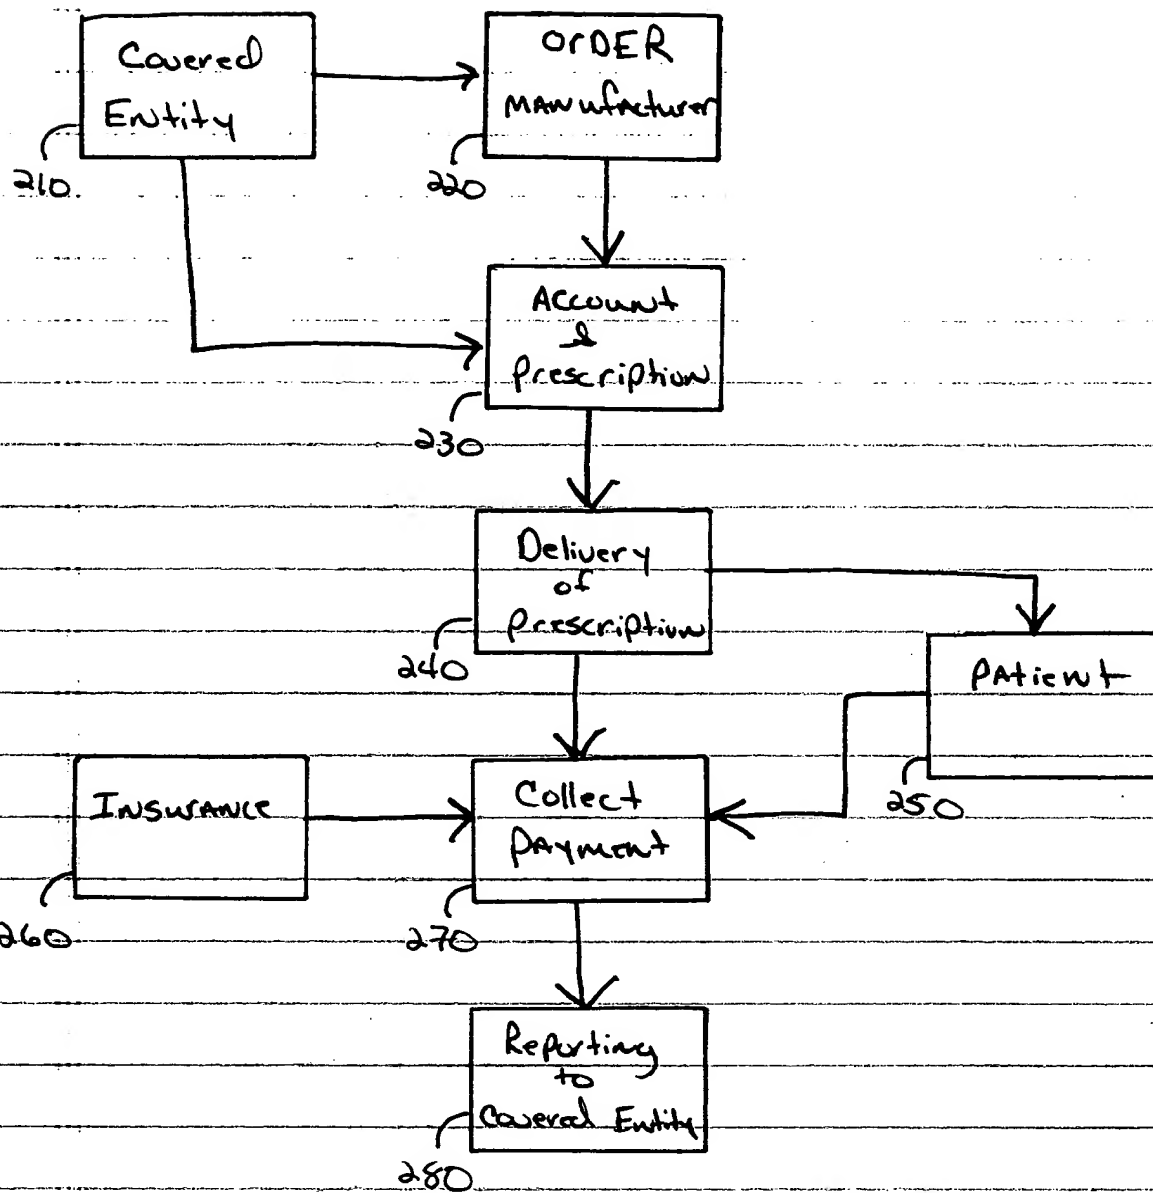 Covered
Entity
210
OrDER
MANufacturer
220
Account
&
Prescription
230
Delivery
of
Prescription
240
Patient
250
Insurance
260
Collect
Payment
270
Reporting
to
Covered Entity
280